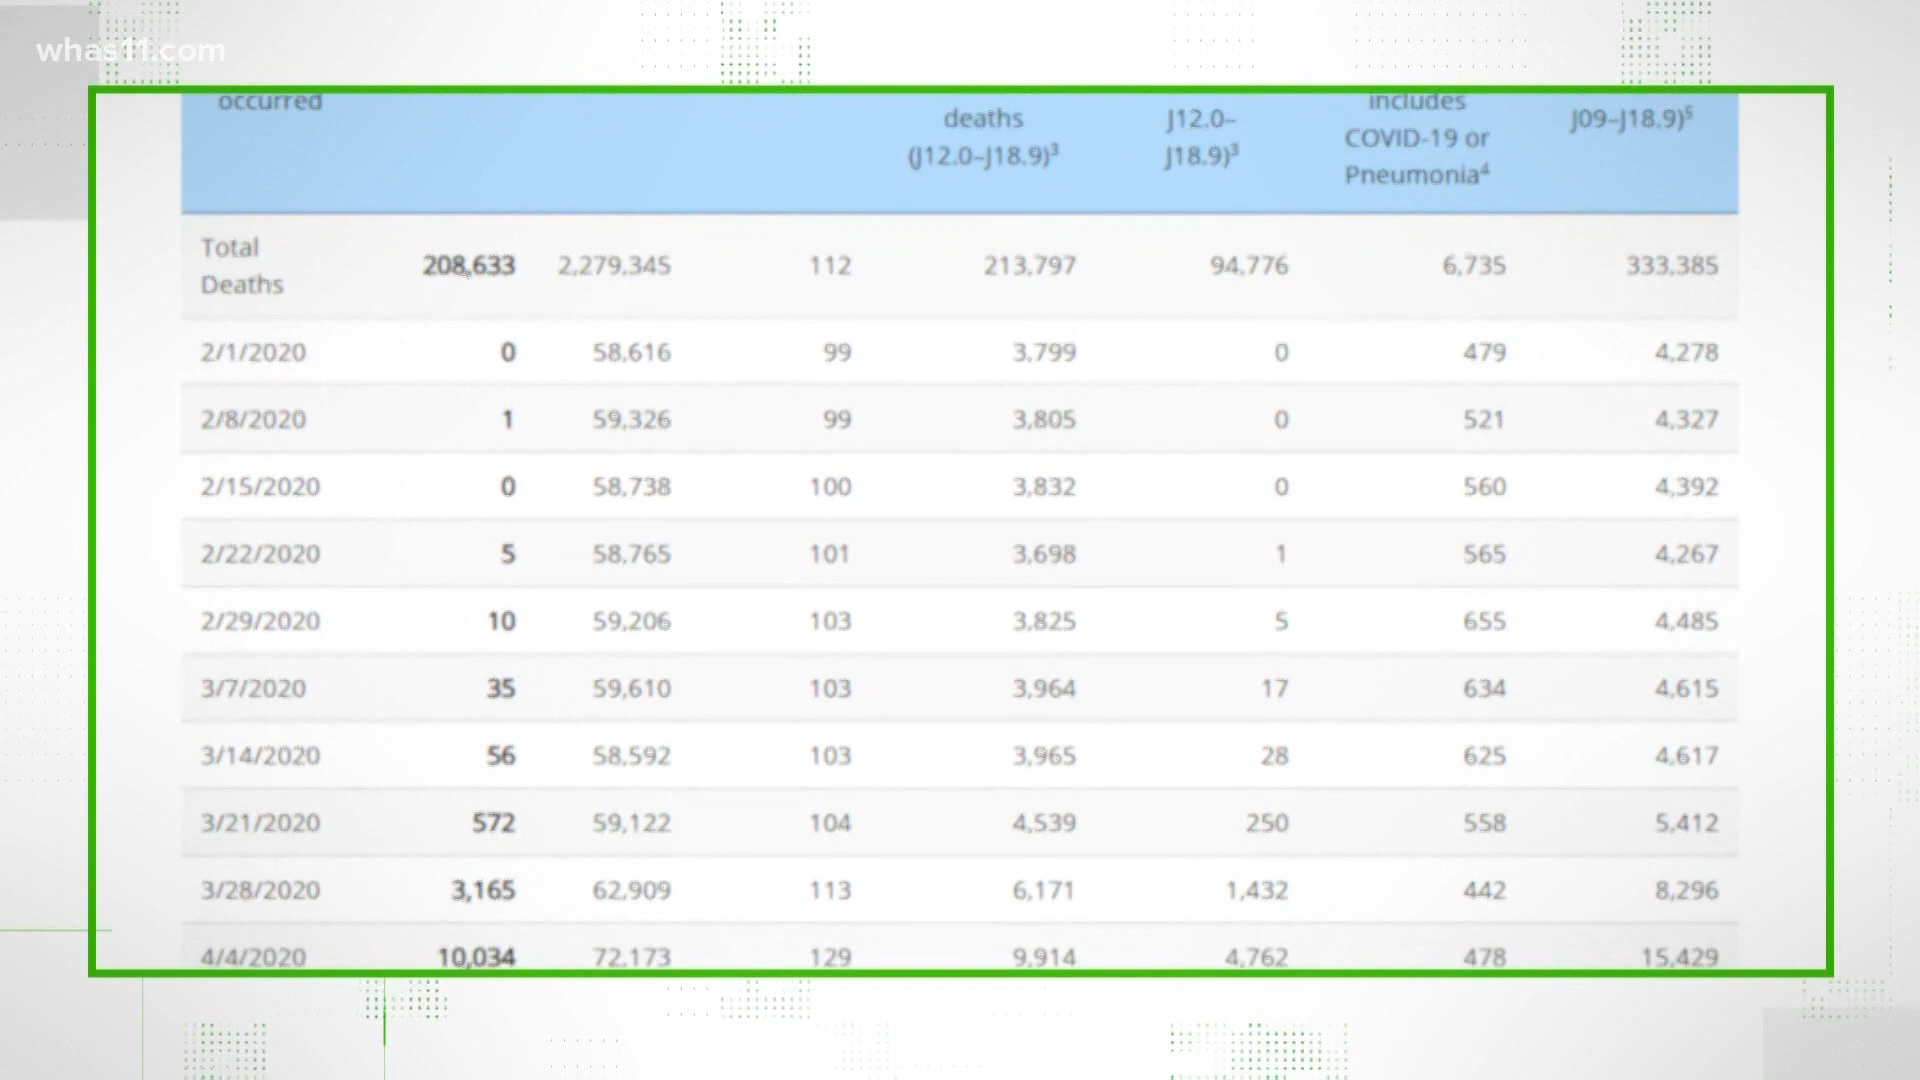 whas11.com
occurred
deaths
(J12.0–J18.9)3
J12.0–
J18.9)3
includes
COVID-19 or
Pneumonia4
J09–J18.9)5
Total
Deaths 208,633 2,279,345 112 213,797 94,776 6,735 333,385
2/1/2020 0 58,616 99 3,799 0 479 4,278
2/8/2020 1 59,326 99 3,805 0 521 4,327
2/15/2020 0 58,738 100 3,832 0 560 4,392
2/22/2020 5 58,765 101 3,698 1 565 4,267
2/29/2020 10 59,206 103 3,825 5 655 4,485
3/7/2020 35 59,610 103 3,964 17 634 4,615
3/14/2020 56 58,592 103 3,965 28 625 4,617
3/21/2020 572 59,122 104 4,539 250 558 5,412
3/28/2020 3,165 62,909 113 6,171 1,432 442 8,296
4/4/2020 10,034 72,173 129 9,914 4,762 478 15,429